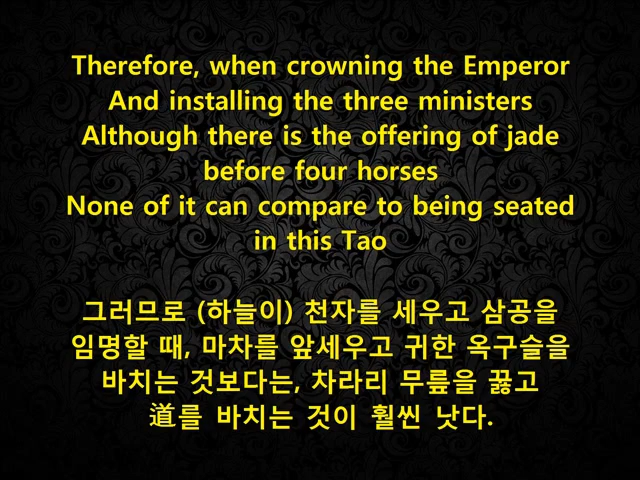 Therefore, when crowning the Emperor
And installing the three ministers
Although there is the offering of jade
before four horses
None of it can compare to being seated
in this Tao
그러므로 (하늘이) 천자를 세우고 삼공을
임명할 때, 마차를 앞세우고 귀한 옥구슬을
바치는 것보다는, 차라리 무릎을 꿇고
道를 바치는 것이 훨씬 낫다.